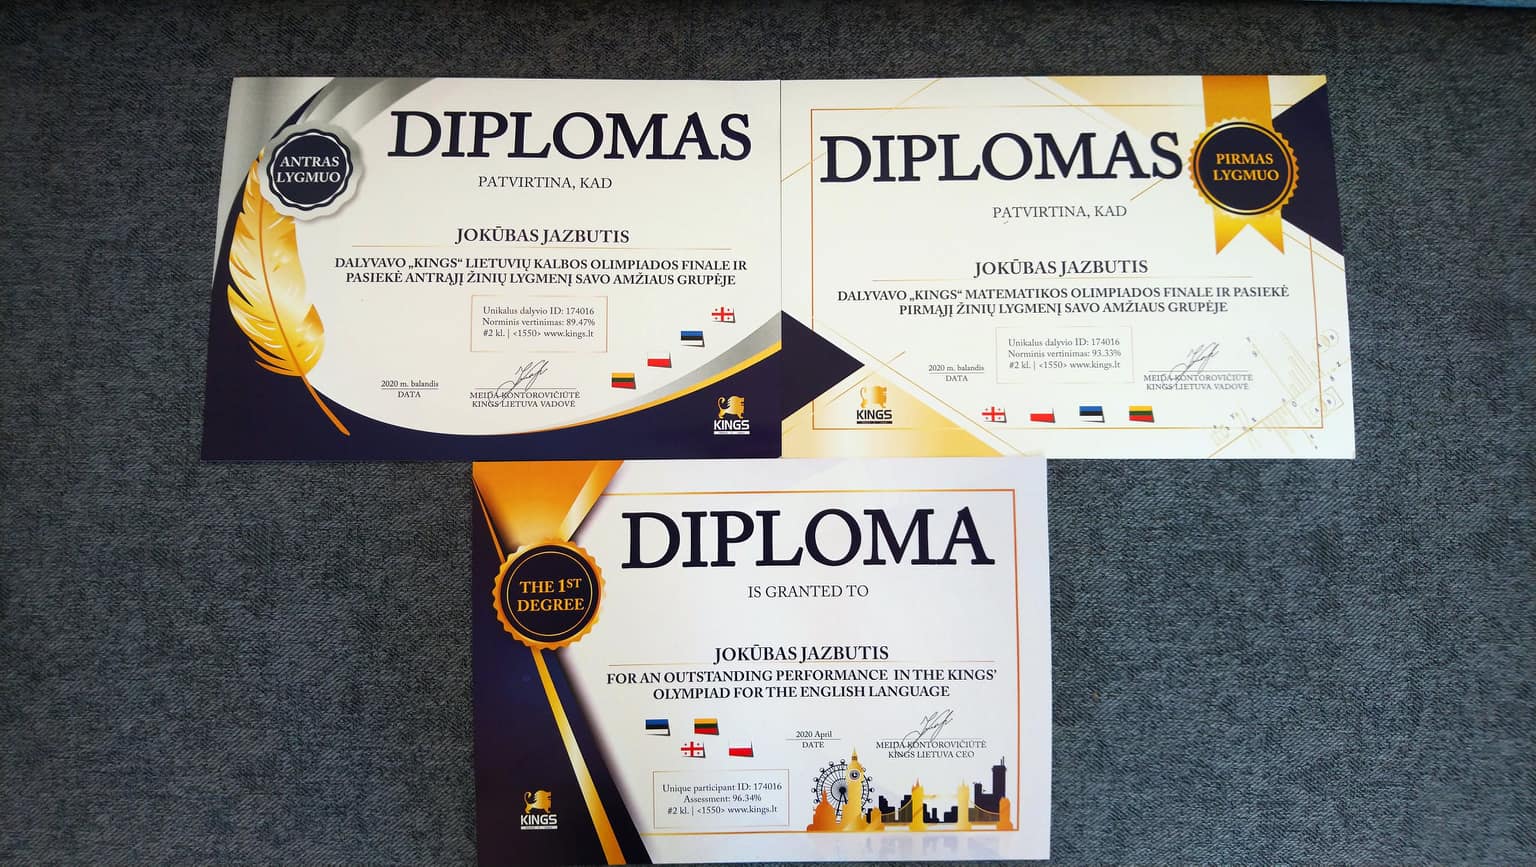 ANTRAS
LYGMUO
DIPLOMAS
PATVIRTINA, KAD
JOKŪBAS JAZBUTIS
DALYVAVO „KINGS“ LIETUVIŲ KALBOS OLIMPIADOS FINALE IR
PASIEKĖ ANTRĄJĮ ŽINIŲ LYGMENĮ SAVO AMŽIAUS GRUPĖJE
Unikalus dalyvio ID: 174016
Norminis vertinimas: 89.47%
#2 kl. | <1550> www.kings.lt
2020 m. balandis
DATA
MEIDA KONTOROVIČIŪTĖ
KINGS LIETUVA VADOVĖ
KINGS
DIPLOMAS
PIRMAS
LYGMUO
PATVIRTINA, KAD
JOKŪBAS JAZBUTIS
DALYVAVO „KINGS“ MATEMATIKOS OLIMPIADOS FINALE IR PASIEKĖ
PIRMĄJĮ ŽINIŲ LYGMENĮ SAVO AMŽIAUS GRUPĖJE
Unikalus dalyvio ID: 174016
Norminis vertinimas: 93.33%
#2 kl. | <1550> www.kings.lt
2020 m. balandis
DATA
MEIDA KONTOROVIČIŪTĖ
KINGS LIETUVA VADOVĖ
KINGS
THE 1ST
DEGREE
DIPLOMA
IS GRANTED TO
JOKŪBAS JAZBUTIS
FOR AN OUTSTANDING PERFORMANCE IN THE KINGS’
OLYMPIAD FOR THE ENGLISH LANGUAGE
2020 April
DATE
MEIDA KONTOROVIČIŪTĖ
KINGS LIETUVA CEO
Unique participant ID: 174016
Assessment: 96.34%
#2 kl. | <1550> www.kings.lt
KINGS